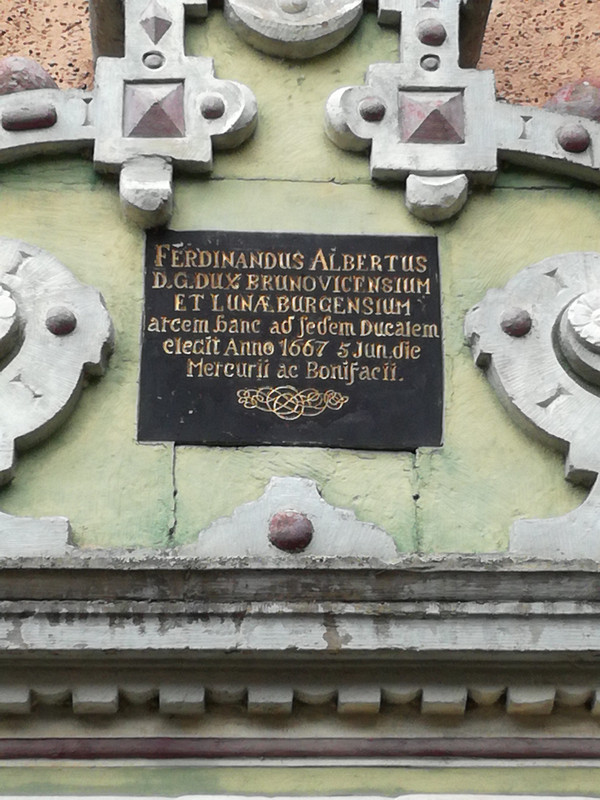 FERDINANDUS ALBERTUS
D.G.DUX BRUNOVICENSIUM
ET LUNÆBURGENSIUM
arcem hanc ad sedem Ducalem
elegit Anno 1667 5 Jun. die
Mercurii ac Bonifacii.